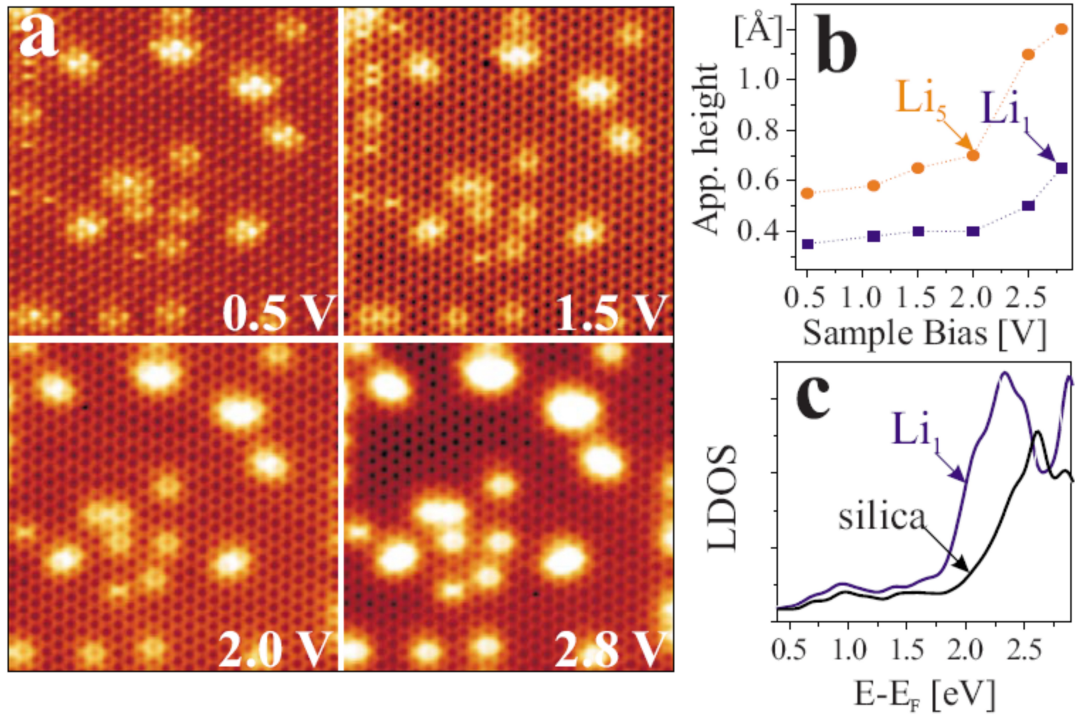 a
0.5 V
1.5 V
2.0 V
2.8 V
b
[Å]
1.0
0.8
0.6
0.4
App. height
Li5
Li1
0.5 1.0 1.5 2.0 2.5
Sample Bias [V]
c
LDOS
Li1
silica
0.5 1.0 1.5 2.0 2.5
E-EF [eV]